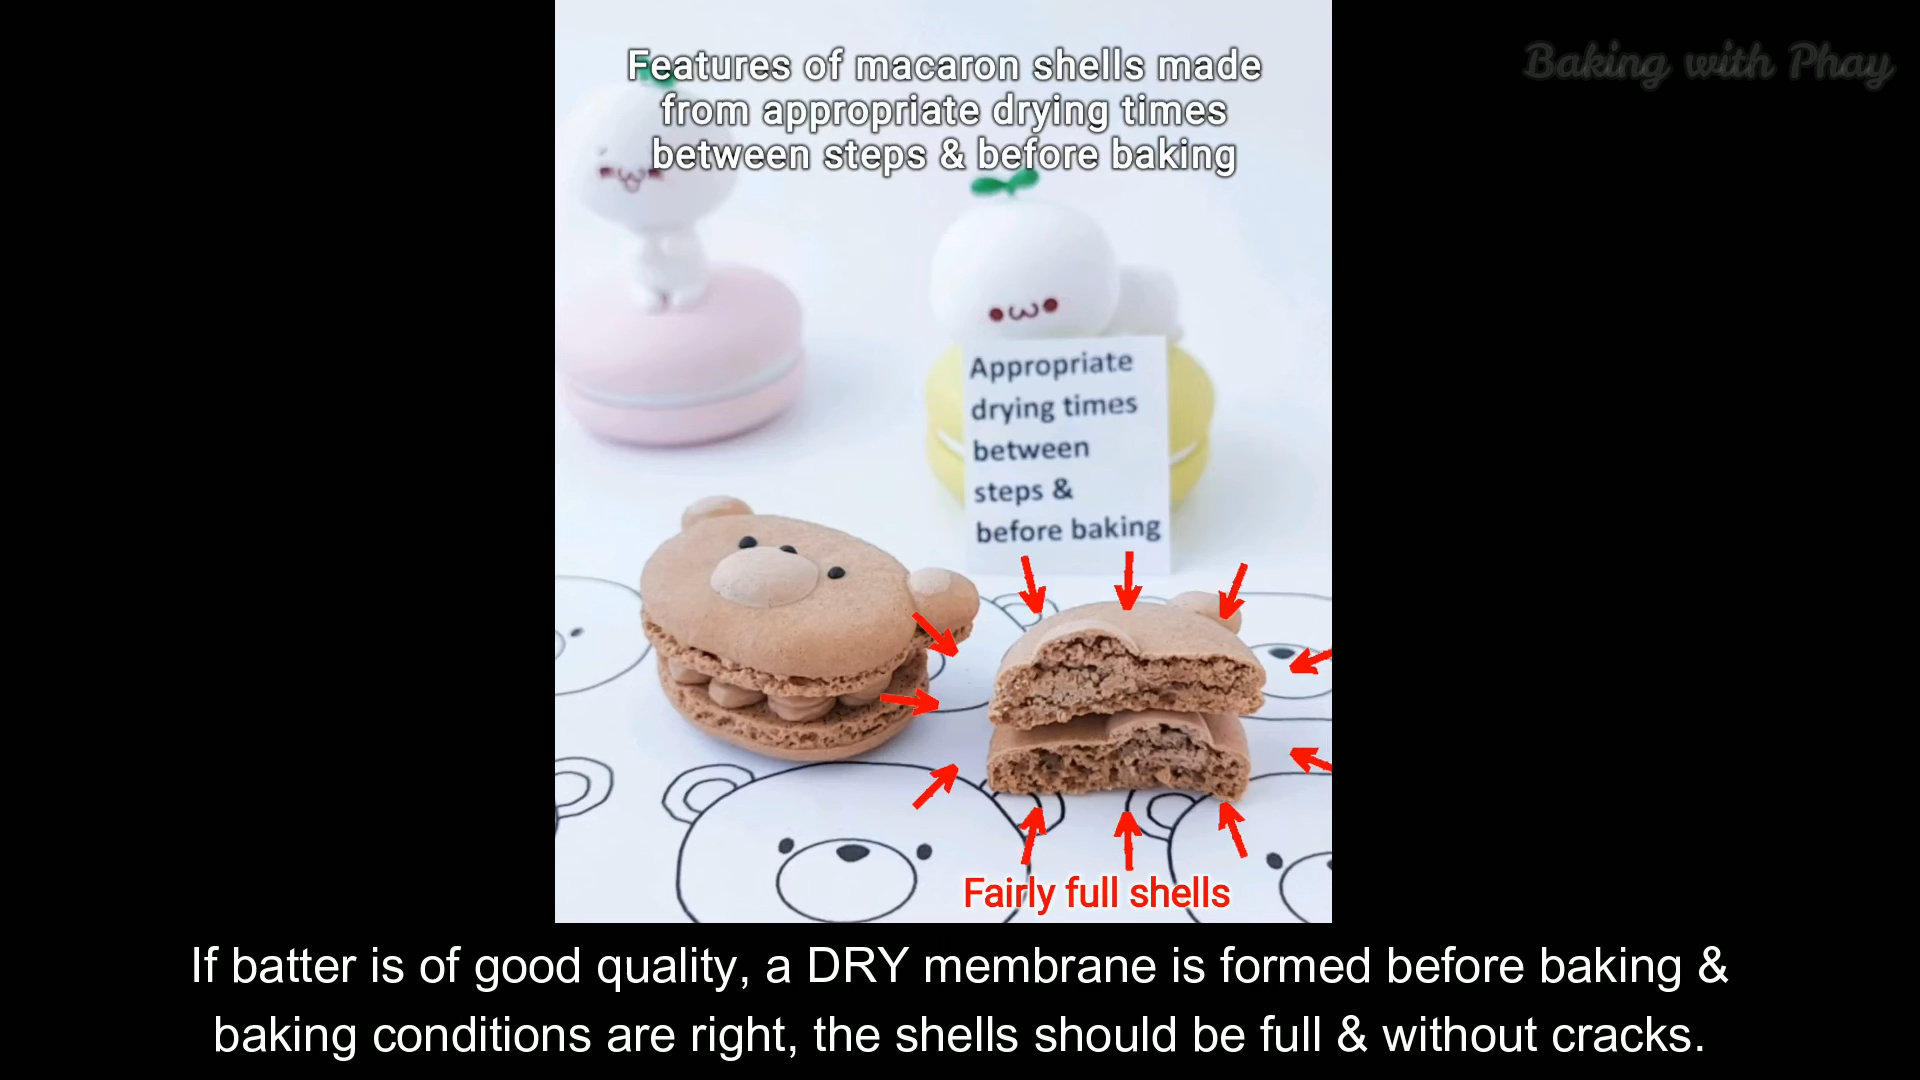 Baking with Phay
Features of macaron shells made
from appropriate drying times
between steps & before baking
Appropriate
drying times
between
steps &
before baking
Fairly full shells
If batter is of good quality, a DRY membrane is formed before baking &
baking conditions are right, the shells should be full & without cracks.